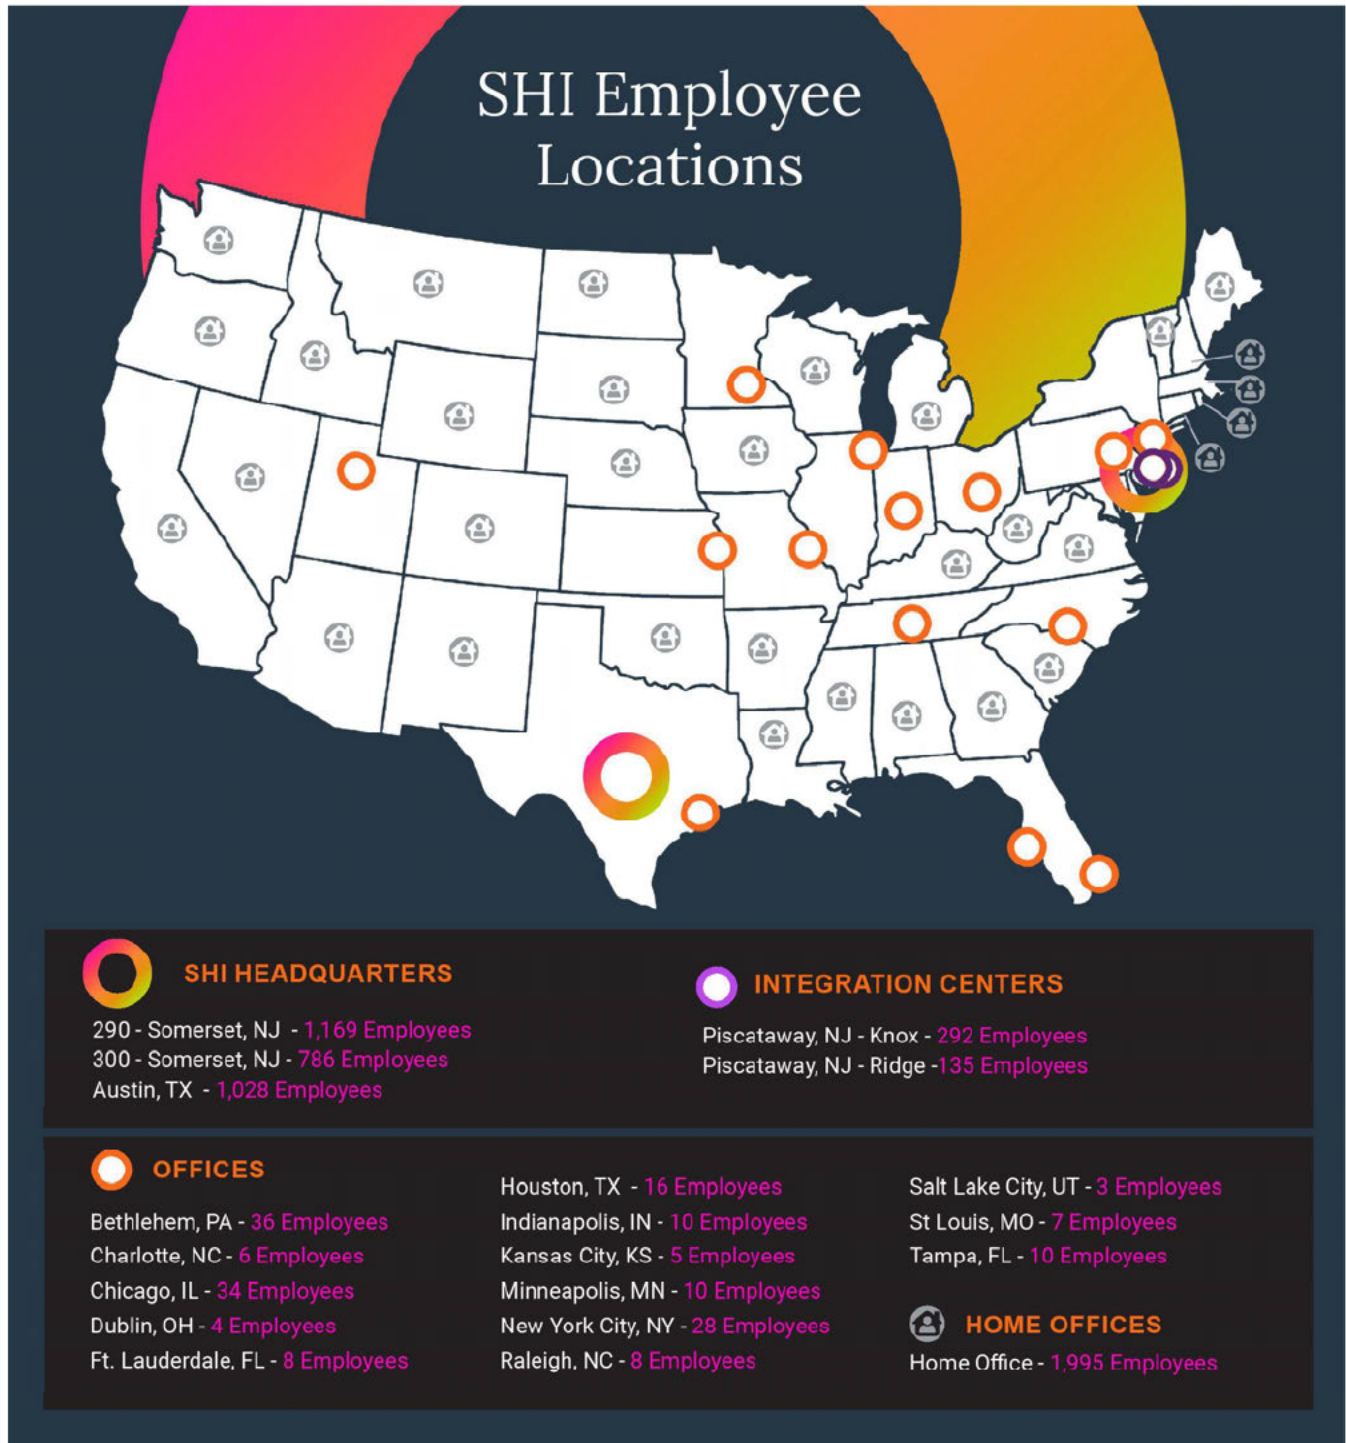 SHI Employee
Locations
SHI HEADQUARTERS
290 - Somerset, NJ - 1,169 Employees
300 - Somerset, NJ - 786 Employees
Austin, TX - 1,028 Employees
INTEGRATION CENTERS
Piscataway, NJ - Knox - 292 Employees
Piscataway, NJ - Ridge -135 Employees
OFFICES
Bethlehem, PA - 36 Employees
Charlotte, NC - 6 Employees
Chicago, IL - 34 Employees
Dublin, OH - 4 Employees
Ft. Lauderdale, FL - 8 Employees
Houston, TX - 16 Employees
Indianapolis, IN - 10 Employees
Kansas City, KS - 5 Employees
Minneapolis, MN - 10 Employees
New York City, NY - 28 Employees
Raleigh, NC - 8 Employees
Salt Lake City, UT - 3 Employees
St Louis, MO - 7 Employees
Tampa, FL - 10 Employees
HOME OFFICES
Home Office - 1,995 Employees